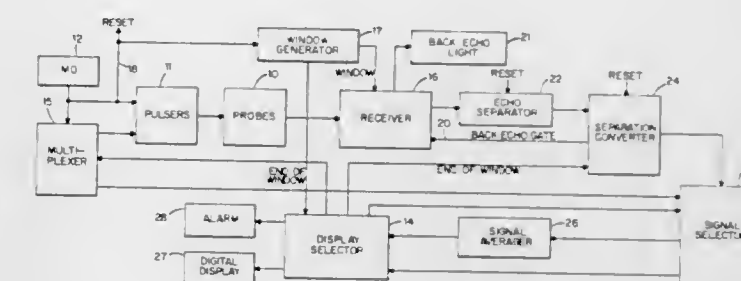 RESET
12
MO
18
11
PULSERS
10
PROBES
15
MULTI-
PLEXER
17
WINDOW
GENERATOR
WINDOW
16
RECEIVER
BACK ECHO
LIGHT
21
RESET
22
ECHO
SEPARATOR
20
BACK ECHO GATE
RESET
24
SEPARATION
CONVERTER
END OF
WINDOW
END OF WINDOW
28
ALARM
14
DISPLAY
SELECTOR
26
SIGNAL
AVERAGER
SIGNAL
SELECTOR
27
DIGITAL
DISPLAY